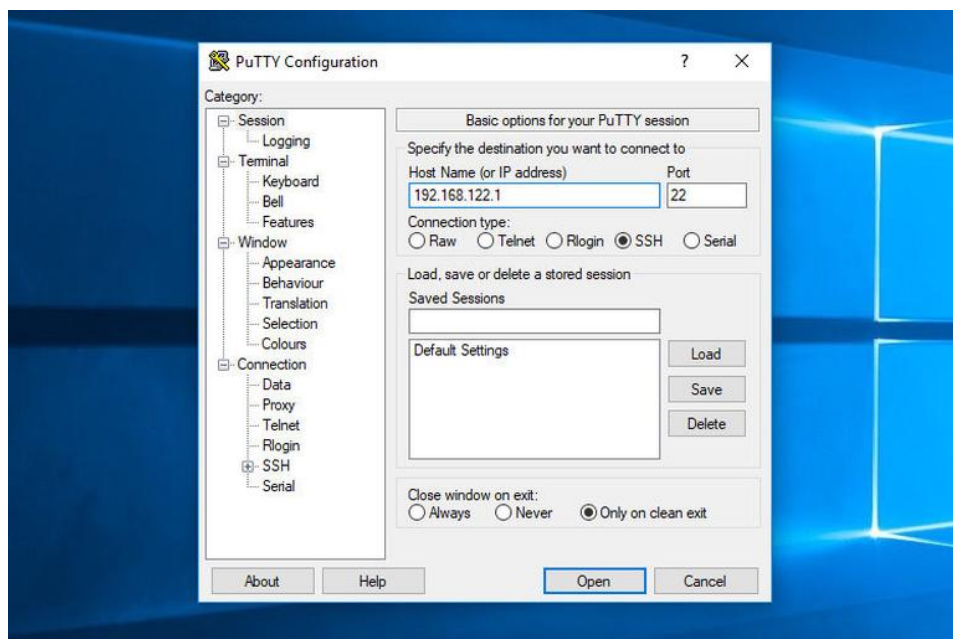 PuTTY Configuration
?
Category:
Session
Logging
Terminal
Keyboard
Bell
Features
Window
Appearance
Behaviour
Translation
Selection
Colours
Connection
Data
Proxy
Telnet
Rlogin
SSH
Serial
Basic options for your PuTTY session
Specify the destination you want to connect to
Host Name (or IP address) Port
192.168.122.1 22
Connection type:
Raw Telnet Rlogin SSH Serial
Load, save or delete a stored session
Saved Sessions
Default Settings
Load
Save
Delete
Close window on exit:
Always Never Only on clean exit
About Help Open Cancel